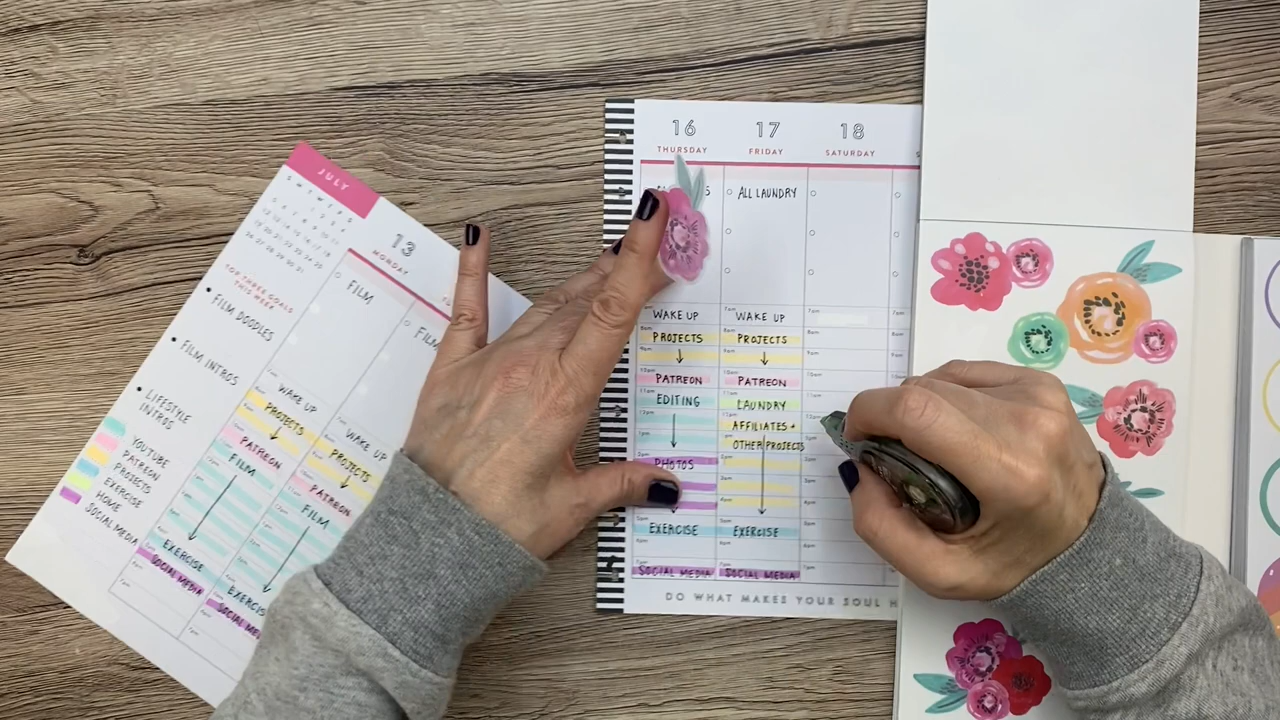 JULY
S M T W T F S
TOP THREE GOALS
THIS WEEK
FILM DOODLES
FILM INTROS
LIFESTYLE
INTROS
YOUTUBE
PATREON
PROJECTS
EXERCISE
HOME
SOCIAL MEDIA
13
MONDAY
FILM
WAKE UP
PROJECTS
PATREON
FILM
EXERCISE
SOCIAL MEDIA
FILM
WAKE UP
PROJECTS
PATREON
FILM
EXERCISE
16
THURSDAY
WAKE UP
PROJECTS
PATREON
EDITING
PHOTOS
EXERCISE
SOCIAL MEDIA
17
FRIDAY
ALL LAUNDRY
WAKE UP
PROJECTS
PATREON
LAUNDRY
AFFILIATES +
OTHER PROJECTS
EXERCISE
SOCIAL MEDIA
18
SATURDAY
DO WHAT MAKES YOUR SOUL